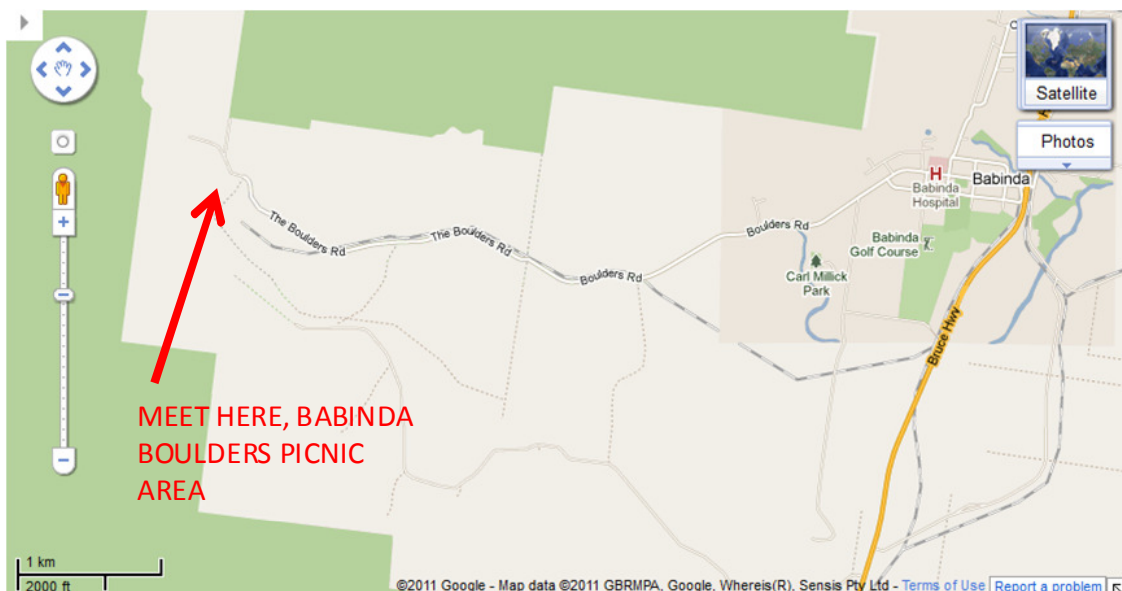 Satellite
Photos
H
Babinda
Babinda
Hospital
Boulders Rd
Babinda
Golf Course
Carl Millick
Park
The Boulders Rd
The Boulders Rd
Boulders Rd
Bruce Hwy
MEET HERE, BABINDA
BOULDERS PICNIC
AREA
1 km
2000 ft
©2011 Google - Map data ©2011 GBRMPA, Google, Whereis(R), Sensis Pty Ltd - Terms of Use
Report a problem